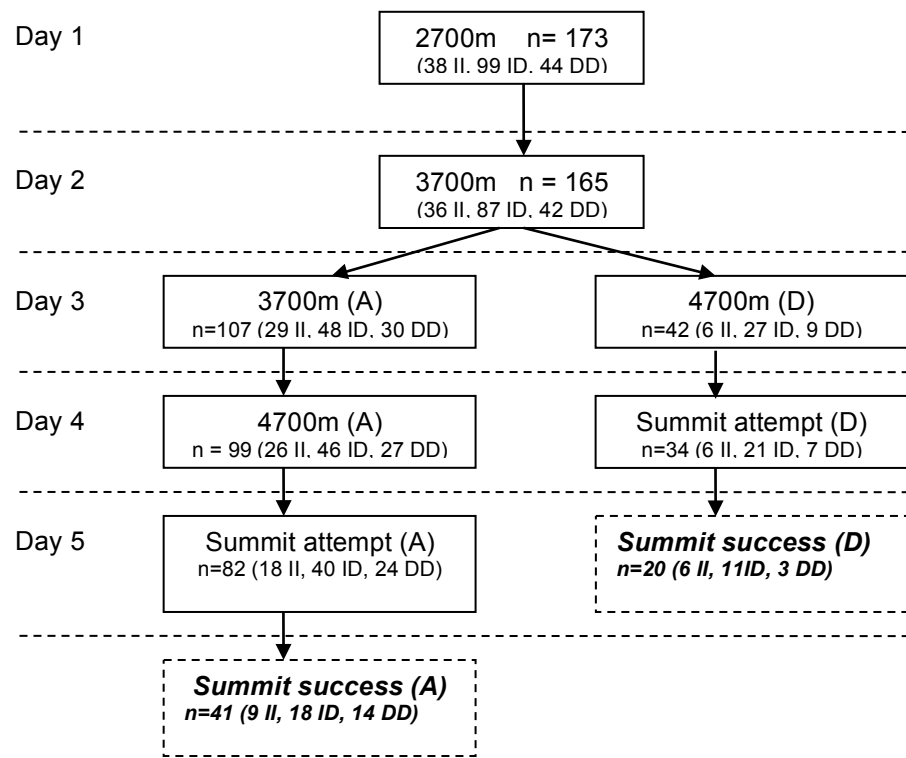 Day 1
2700m n= 173
(38 II, 99 ID, 44 DD)
Day 2
3700m n = 165
(36 II, 87 ID, 42 DD)
Day 3
3700m (A)
n=107 (29 II, 48 ID, 30 DD)
4700m (D)
n=42 (6 II, 27 ID, 9 DD)
Day 4
4700m (A)
n = 99 (26 II, 46 ID, 27 DD)
Summit attempt (D)
n=34 (6 II, 21 ID, 7 DD)
Day 5
Summit attempt (A)
n=82 (18 II, 40 ID, 24 DD)
Summit success (D)
n=20 (6 II, 11ID, 3 DD)
Summit success (A)
n=41 (9 II, 18 ID, 14 DD)